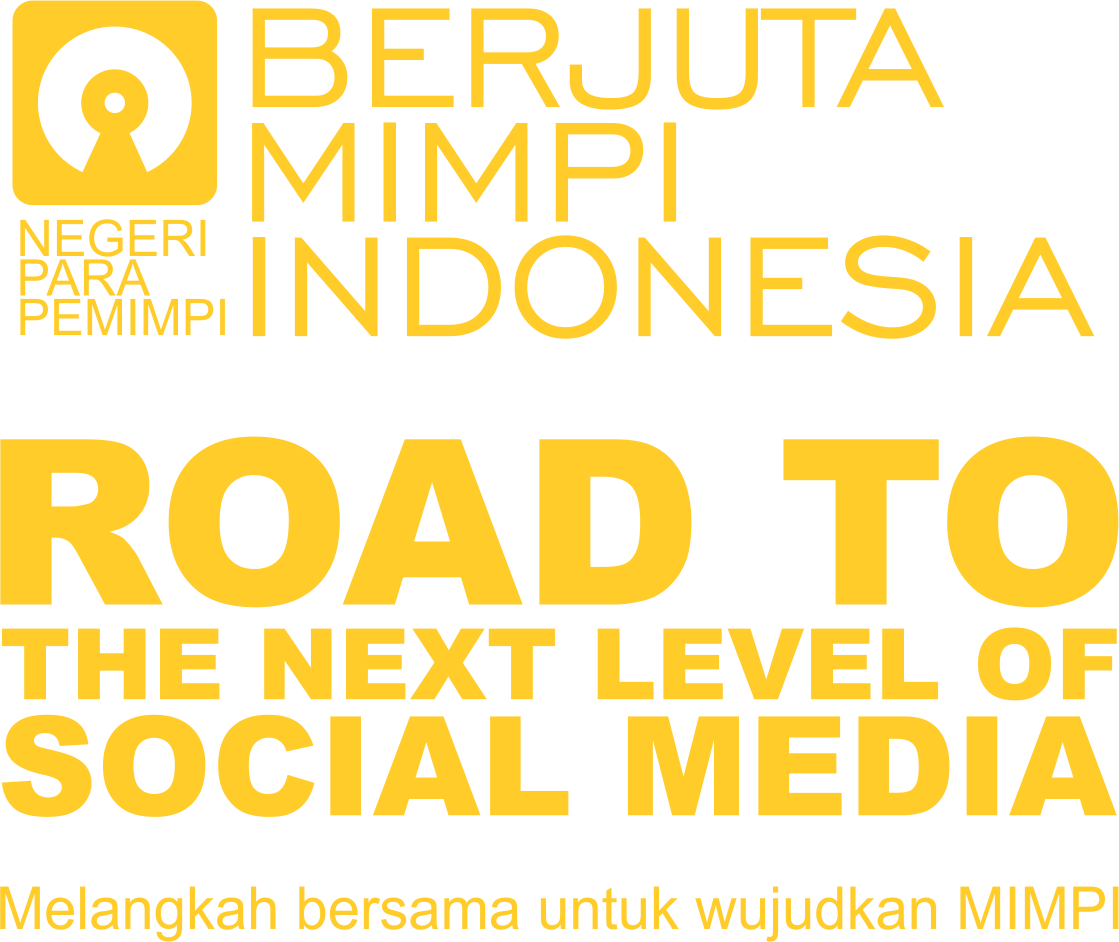 BERJUTA
MIMPI
INDONESIA
NEGERI
PARA
PEMIMPI
ROAD TO
THE NEXT LEVEL OF
SOCIAL MEDIA
Melangkah bersama untuk wujudkan MIMPI